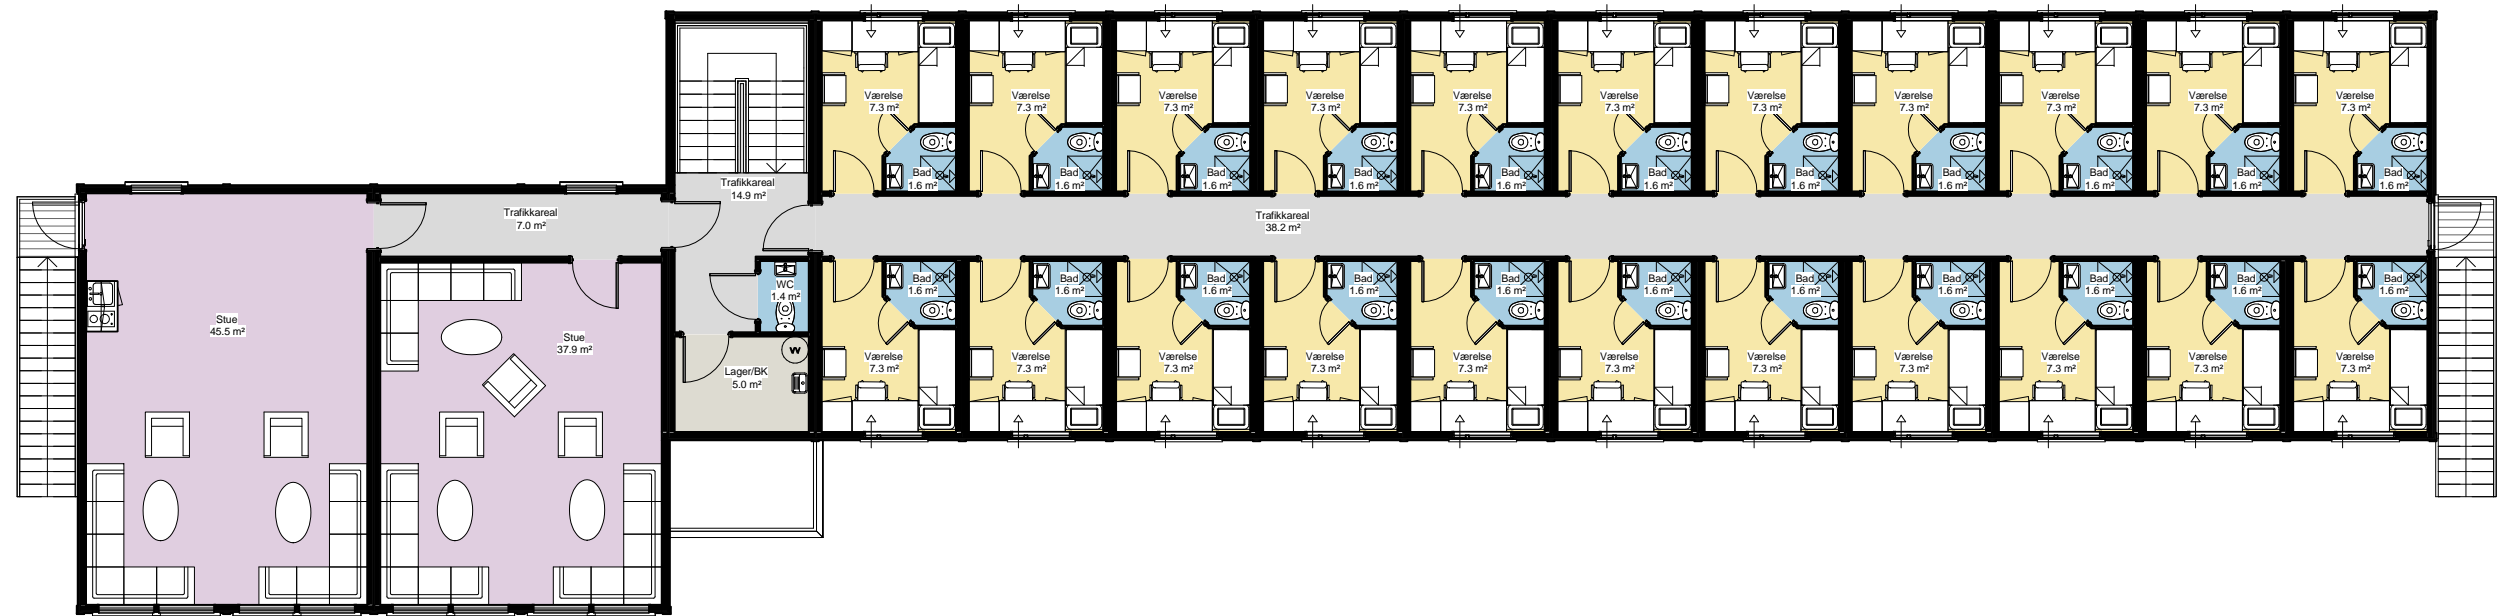 Værelse
7.3 m²
Værelse
7.3 m²
Værelse
7.3 m²
Værelse
7.3 m²
Værelse
7.3 m²
Værelse
7.3 m²
Værelse
7.3 m²
Værelse
7.3 m²
Værelse
7.3 m²
Værelse
7.3 m²
Værelse
7.3 m²
Bad
1.6 m²
Bad
1.6 m²
Bad
1.6 m²
Bad
1.6 m²
Bad
1.6 m²
Bad
1.6 m²
Bad
1.6 m²
Bad
1.6 m²
Bad
1.6 m²
Bad
1.6 m²
Bad
1.6 m²
Trafikkareal
14.9 m²
Trafikkareal
7.0 m²
Trafikkareal
38.2 m²
Bad
1.6 m²
Bad
1.6 m²
Bad
1.6 m²
Bad
1.6 m²
Bad
1.6 m²
Bad
1.6 m²
Bad
1.6 m²
Bad
1.6 m²
Bad
1.6 m²
Bad
1.6 m²
Bad
1.6 m²
WC
1.4 m²
Stue
45.5 m²
Stue
37.9 m²
VV
Lager/BK
5.0 m²
Værelse
7.3 m²
Værelse
7.3 m²
Værelse
7.3 m²
Værelse
7.3 m²
Værelse
7.3 m²
Værelse
7.3 m²
Værelse
7.3 m²
Værelse
7.3 m²
Værelse
7.3 m²
Værelse
7.3 m²
Værelse
7.3 m²